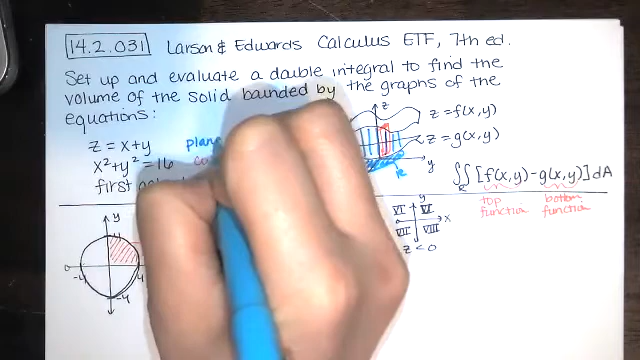 14.2.031 Larson & Edwards Calculus ETF, 7th ed.
Set up and evaluate a double integral to find the
volume of the solid bounded by the graphs of the
equations:
z = x+y
x²+y² = 16
first
z
z = f(x,y)
z = g(x,y)
y
R
∬ [f(x,y) - g(x,y)] dA
R
top
function
bottom
function
y
VI V
x
VII VIII
z < 0
y
4
-4 4
-4